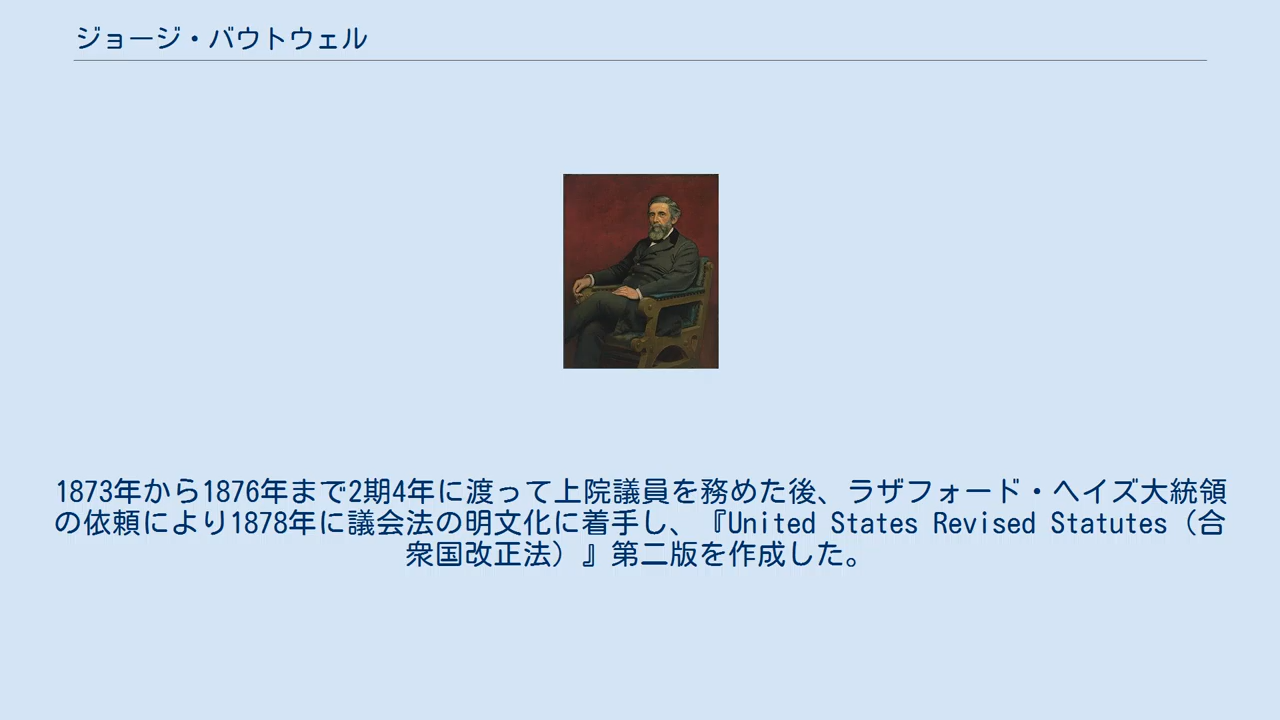 ジョージ・バウトウェル
1873年から1876年まで2期4年に渡って上院議員を務めた後、ラザフォード・ヘイズ大統領
の依頼により1878年に議会法の明文化に着手し、『United States Revised Statutes（合
衆国改正法）』第二版を作成した。